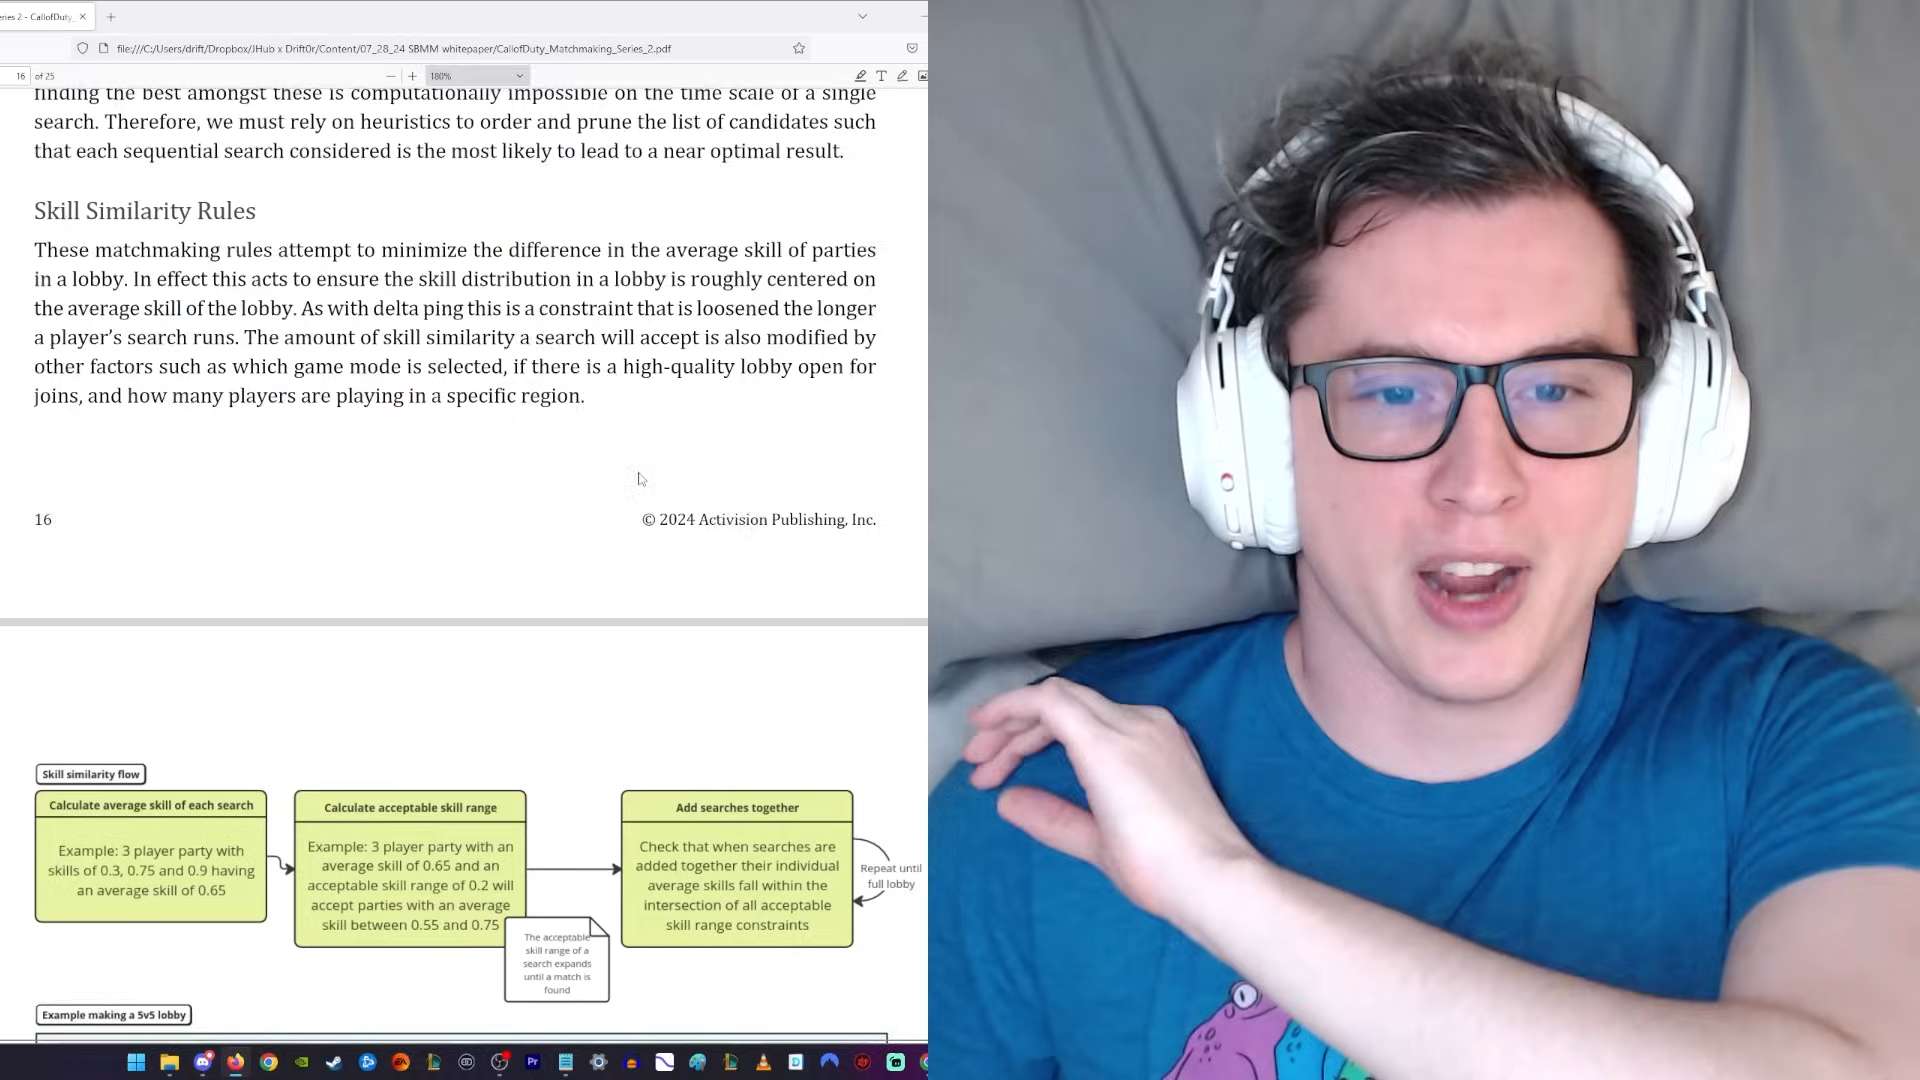 eries 2 - CallofDuty_
file:///C:/Users/drift/Dropbox/JHub x Drift0r/Content/07_28_24 SBMM whitepaper/CallofDuty_Matchmaking_Series_2.pdf
16 of 25
180%
finding the best amongst these is computationally impossible on the time scale of a single
search. Therefore, we must rely on heuristics to order and prune the list of candidates such
that each sequential search considered is the most likely to lead to a near optimal result.
Skill Similarity Rules
These matchmaking rules attempt to minimize the difference in the average skill of parties
in a lobby. In effect this acts to ensure the skill distribution in a lobby is roughly centered on
the average skill of the lobby. As with delta ping this is a constraint that is loosened the longer
a player's search runs. The amount of skill similarity a search will accept is also modified by
other factors such as which game mode is selected, if there is a high-quality lobby open for
joins, and how many players are playing in a specific region.
16
© 2024 Activision Publishing, Inc.
Skill similarity flow
Calculate average skill of each search
Example: 3 player party with
skills of 0.3, 0.75 and 0.9 having
an average skill of 0.65
Calculate acceptable skill range
Example: 3 player party with an
average skill of 0.65 and an
acceptable skill range of 0.2 will
accept parties with an average
skill between 0.55 and 0.75
The acceptable
skill range of a
search expands
until a match is
found
Add searches together
Check that when searches are
added together their individual
average skills fall within the
intersection of all acceptable
skill range constraints
Repeat until
full lobby
Example making a 5v5 lobby